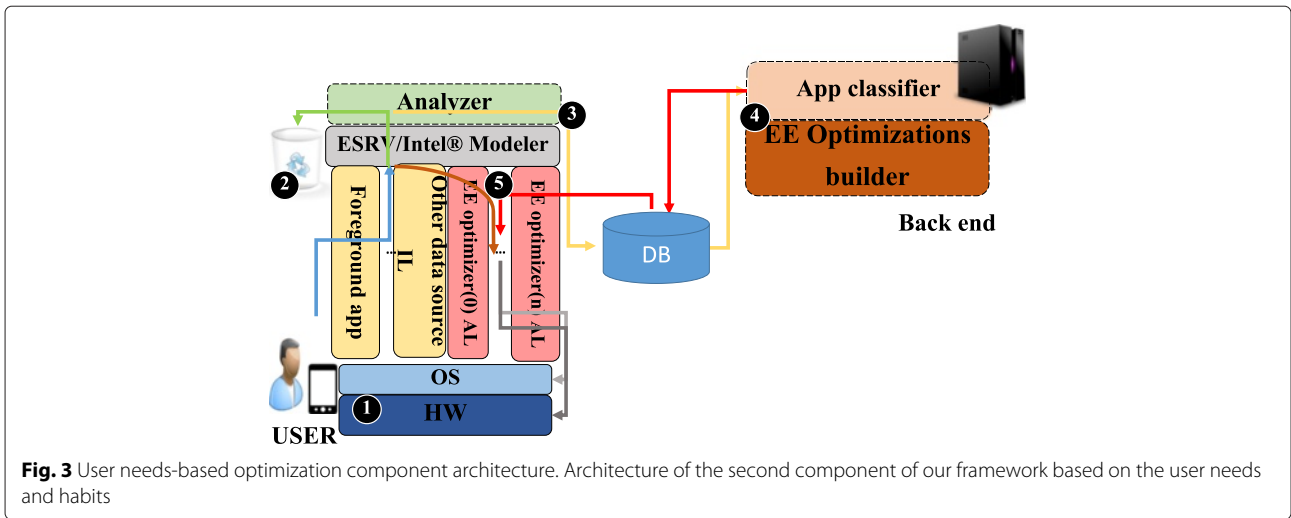 Analyzer
3
ESRV/Intel® Modeler
2
Foreground app
...
Other data source
IL
EE optimizer(0) AL
5
...
EE optimizer(n) AL
OS
1
HW
USER
DB
App classifier
4
EE Optimizations
builder
Back end
Fig. 3 User needs-based optimization component architecture. Architecture of the second component of our framework based on the user needs
and habits